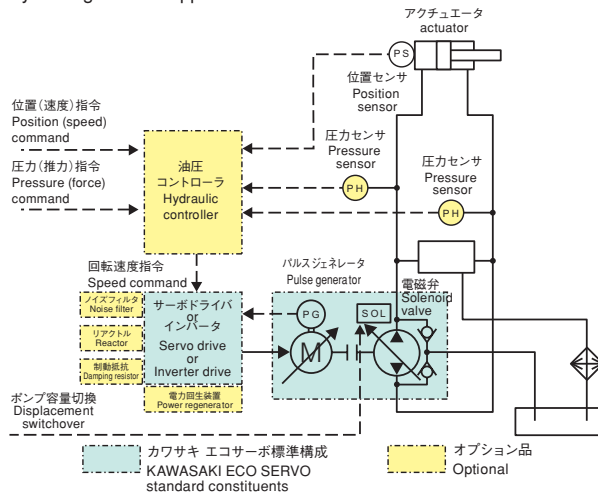 アクチュエータ
actuator
PS
位置センサ
Position
sensor
位置(速度)指令
Position (speed)
command
圧力(推力)指令
Pressure (force)
command
油圧
コントローラ
Hydraulic
controller
圧力センサ
Pressure
sensor
PH
圧力センサ
Pressure
sensor
PH
回転速度指令
Speed command
パルスジェネレータ
Pulse generator
電磁弁
Solenoid
valve
ノイズフィルタ
Noise filter
リアクトル
Reactor
制動抵抗
Damping resistor
サーボドライバ
or
インバータ
Servo drive
or
Inverter drive
電力回生装置
Power regenerator
PG
M
SOL
ポンプ容量切換
Displacement
switchover
カワサキ エコサーボ標準構成
KAWASAKI ECO SERVO
standard constituents
オプション品
Optional